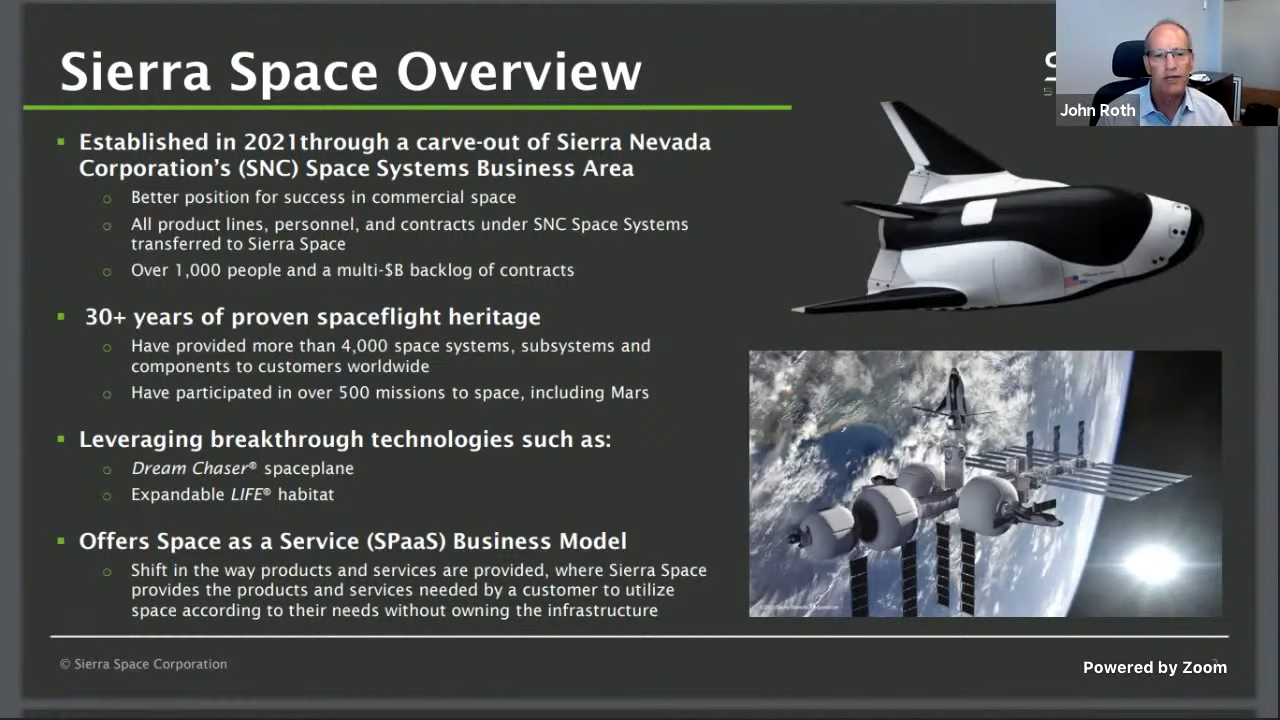 Sierra Space Overview
S
John Roth
▪ Established in 2021through a carve-out of Sierra Nevada
Corporation’s (SNC) Space Systems Business Area
o Better position for success in commercial space
o All product lines, personnel, and contracts under SNC Space Systems
transferred to Sierra Space
o Over 1,000 people and a multi-$B backlog of contracts
▪ 30+ years of proven spaceflight heritage
o Have provided more than 4,000 space systems, subsystems and
components to customers worldwide
o Have participated in over 500 missions to space, including Mars
▪ Leveraging breakthrough technologies such as:
o Dream Chaser® spaceplane
o Expandable LIFE® habitat
▪ Offers Space as a Service (SPaaS) Business Model
o Shift in the way products and services are provided, where Sierra Space
provides the products and services needed by a customer to utilize
space according to their needs without owning the infrastructure
© Sierra Space Corporation
Powered by Zoom